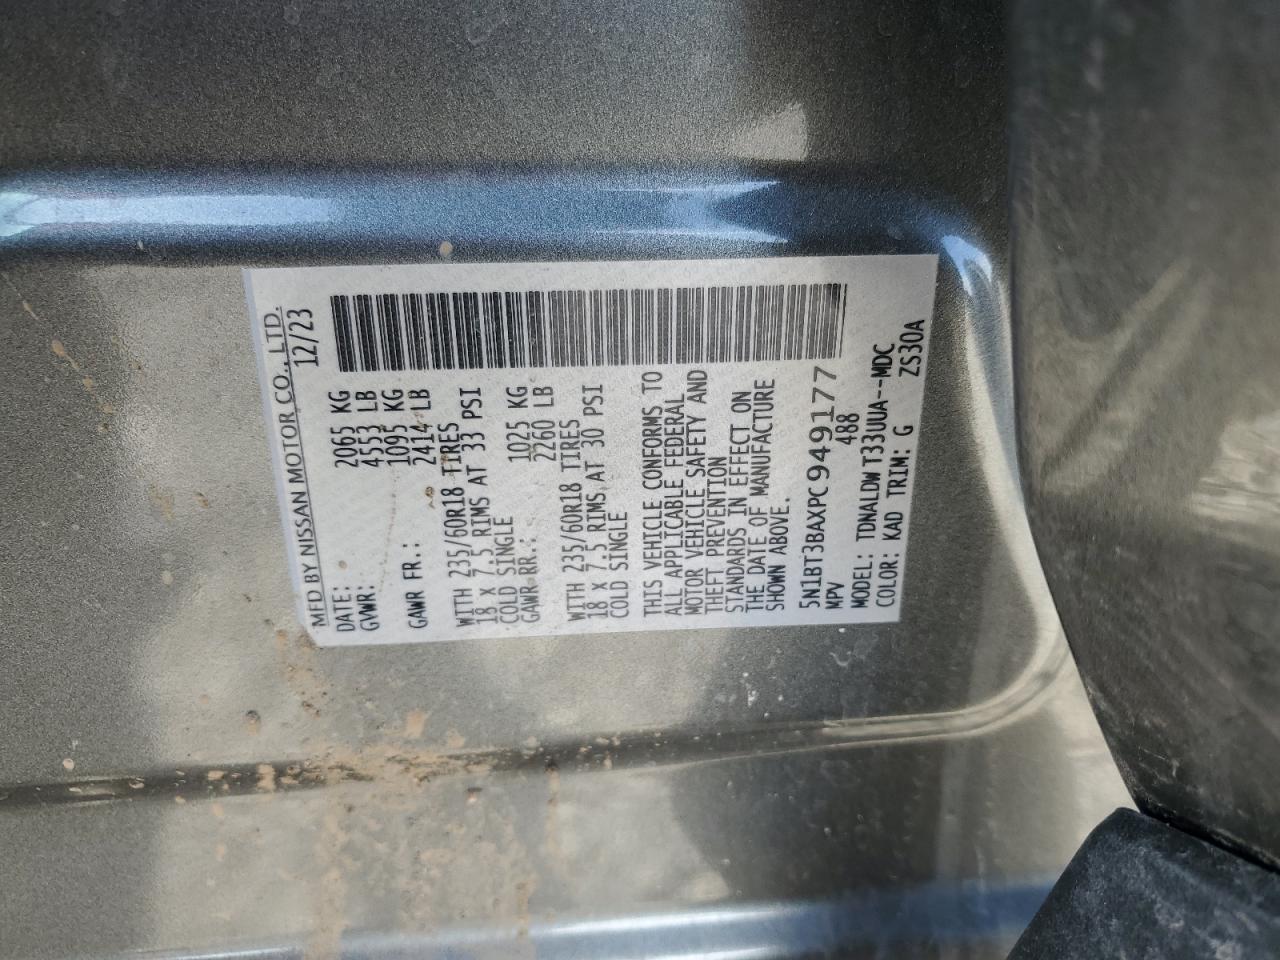 MFD BY NISSAN MOTOR CO., LTD.
DATE: 12/23
GVWR: 2065 KG
4553 LB
GAWR FR.: 1095 KG
2414 LB
WITH 235/60R18 TIRES
18 X 7.5 RIMS AT 33 PSI
COLD SINGLE
GAWR RR.: 1025 KG
2260 LB
WITH 235/60R18 TIRES
18 X 7.5 RIMS AT 30 PSI
COLD SINGLE
THIS VEHICLE CONFORMS TO
ALL APPLICABLE FEDERAL
MOTOR VEHICLE SAFETY AND
THEFT PREVENTION
STANDARDS IN EFFECT ON
THE DATE OF MANUFACTURE
SHOWN ABOVE.
5N1BT3BAXPC949177
MPV 488
MODEL: TDNALDW T33UUA--MDC
COLOR: KAD TRIM: G ZS30A